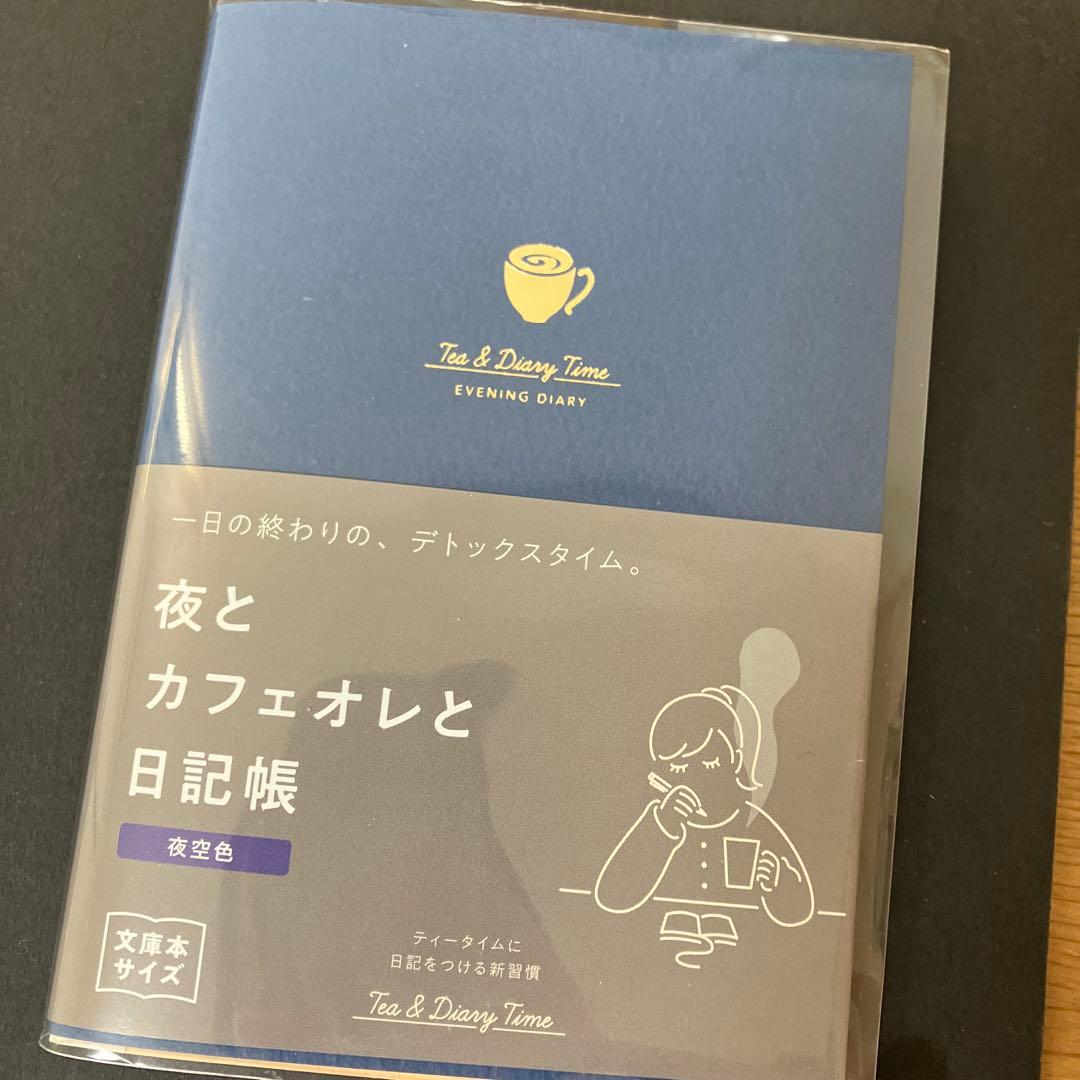 Tea & Diary Time
EVENING DIARY
一日の終わりの、デトックスタイム。
夜と
カフェオレと
日記帳
夜空色
文庫本
サイズ
ティータイムに
日記をつける新習慣
Tea & Diary Time